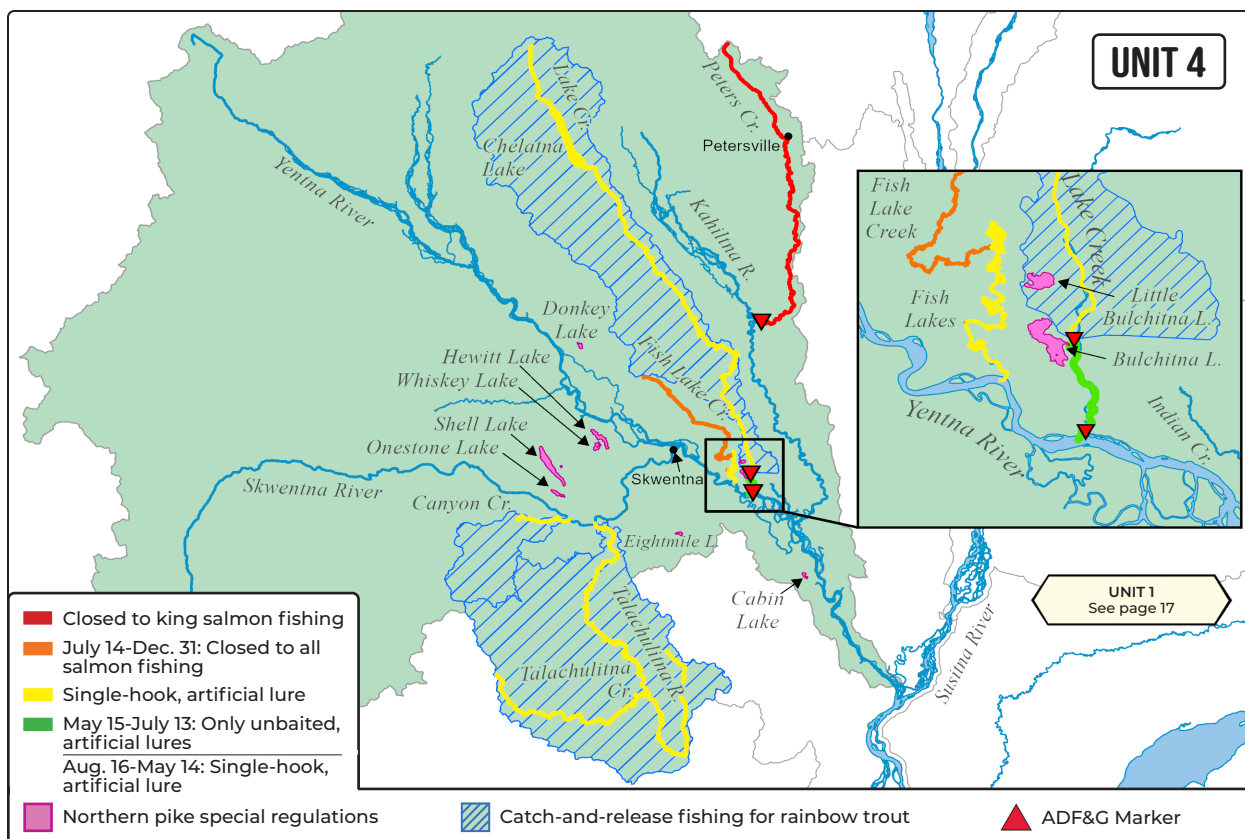 UNIT 4
Lake Cr.
Peters Cr.
Petersville
Chelatna
Lake
Yentna River
Kahiltna R.
Fish
Lake
Creek
Lake Creek
Little
Bulchitna L.
Fish
Lakes
Bulchitna L.
Yentna River
Indian Cr.
Donkey
Lake
Hewitt Lake
Whiskey Lake
Fish Lake Cr.
Shell Lake
Onestone Lake
Skwentna
Skwentna River
Canyon Cr.
Eightmile L.
Cabin
Lake
Talachulitna R.
Talachulitna
Cr.
Susitna River
UNIT 1
See page 17
Closed to king salmon fishing
July 14-Dec. 31: Closed to all
salmon fishing
Single-hook, artificial lure
May 15-July 13: Only unbaited,
artificial lures
Aug. 16-May 14: Single-hook,
artificial lure
Northern pike special regulations
Catch-and-release fishing for rainbow trout
ADF&G Marker